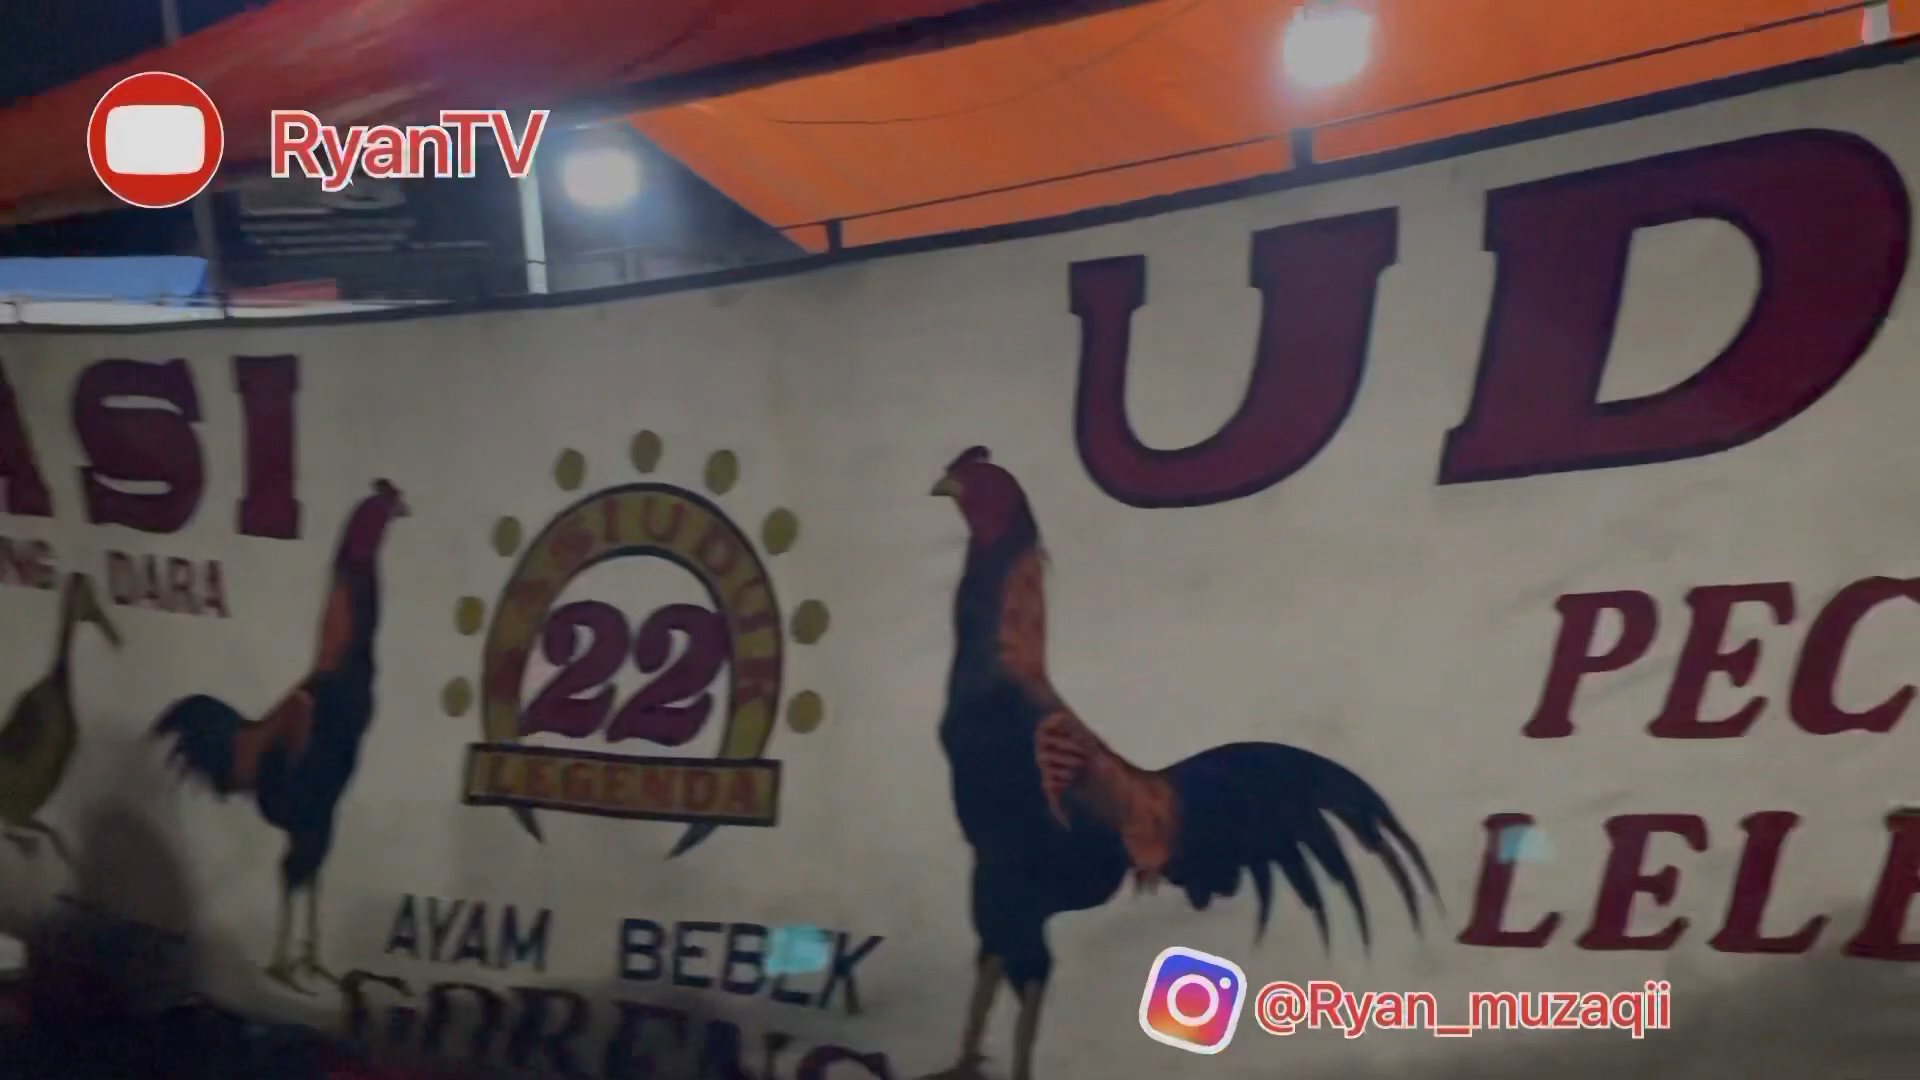 RyanTV
ASI
UD
NG DARA
SIUDUK
22
LEGENDA
PEC
LELE
AYAM BEBEK
GORENG
@Ryan_muzaqii